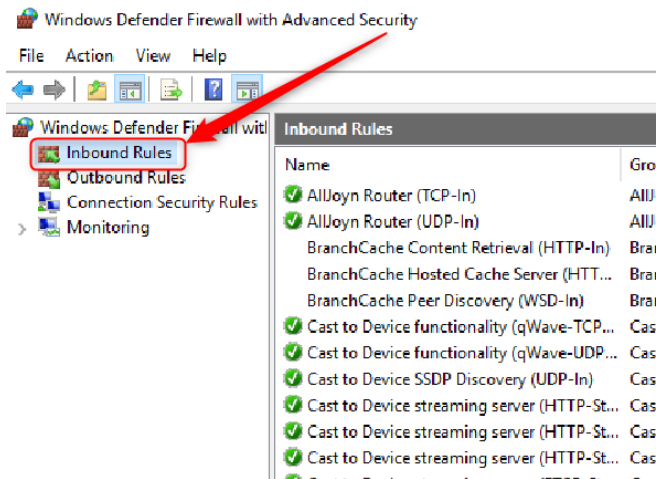 Windows Defender Firewall with Advanced Security
File Action View Help
Windows Defender Firewall witl
Inbound Rules
Outbound Rules
Connection Security Rules
Monitoring
Inbound Rules
Name Gro
AllJoyn Router (TCP-In) AllJ
AllJoyn Router (UDP-In) AllJ
BranchCache Content Retrieval (HTTP-In) Bra
BranchCache Hosted Cache Server (HTT... Bra
BranchCache Peer Discovery (WSD-In) Bra
Cast to Device functionality (qWave-TCP... Cas
Cast to Device functionality (qWave-UDP... Cas
Cast to Device SSDP Discovery (UDP-In) Cas
Cast to Device streaming server (HTTP-St... Cas
Cast to Device streaming server (HTTP-St... Cas
Cast to Device streaming server (HTTP-St... Cas